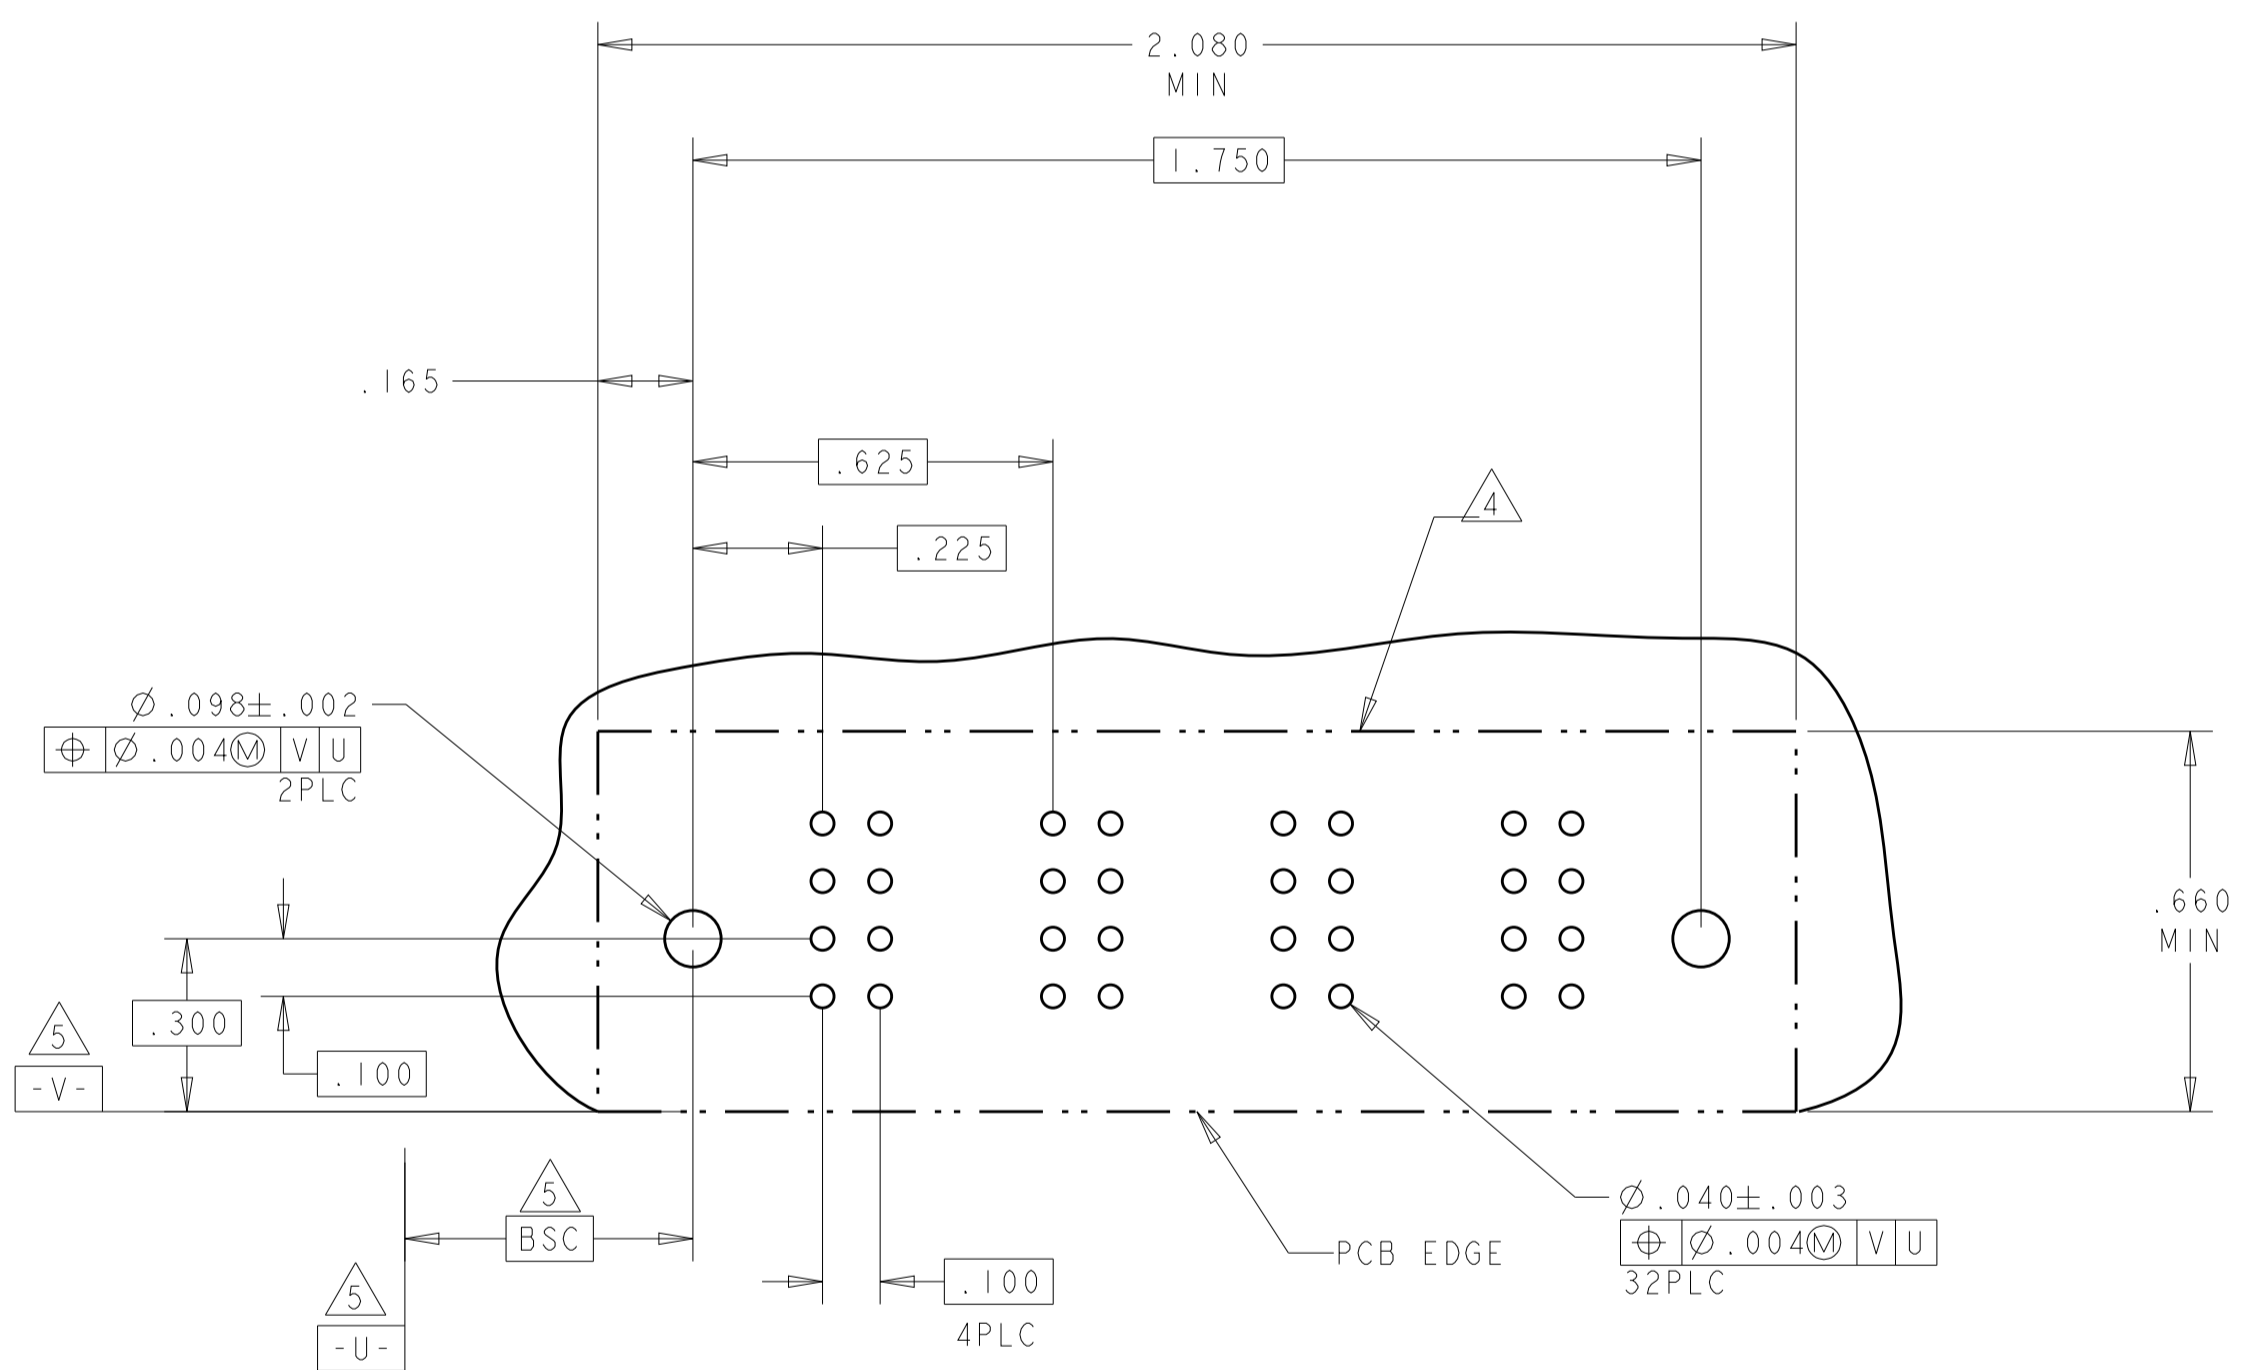 2.080
MIN
1.750
.165
.625
.225
4
Ø.098±.002
⌖ Ø.004Ⓜ V U
2PLC
.660
MIN
5
-V-
.300
.100
5
BSC
5
-U-
.100
4PLC
PCB EDGE
Ø.040±.003
⌖ Ø.004Ⓜ V U
32PLC